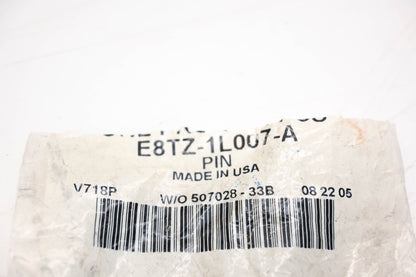 E8TZ-1L007-A
PIN
MADE IN USA
V718P W/O 507028-33B 08 22 05